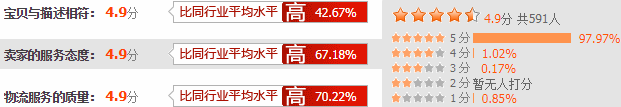 宝贝与描述相符：4.9分 比同行业平均水平 高 42.67%
卖家的服务态度：4.9分 比同行业平均水平 高 67.18%
物流服务的质量：4.9分 比同行业平均水平 高 70.22%
4.9分 共591人
5分 97.97%
4分 1.02%
3分 0.17%
2分 暂无人打分
1分 0.85%